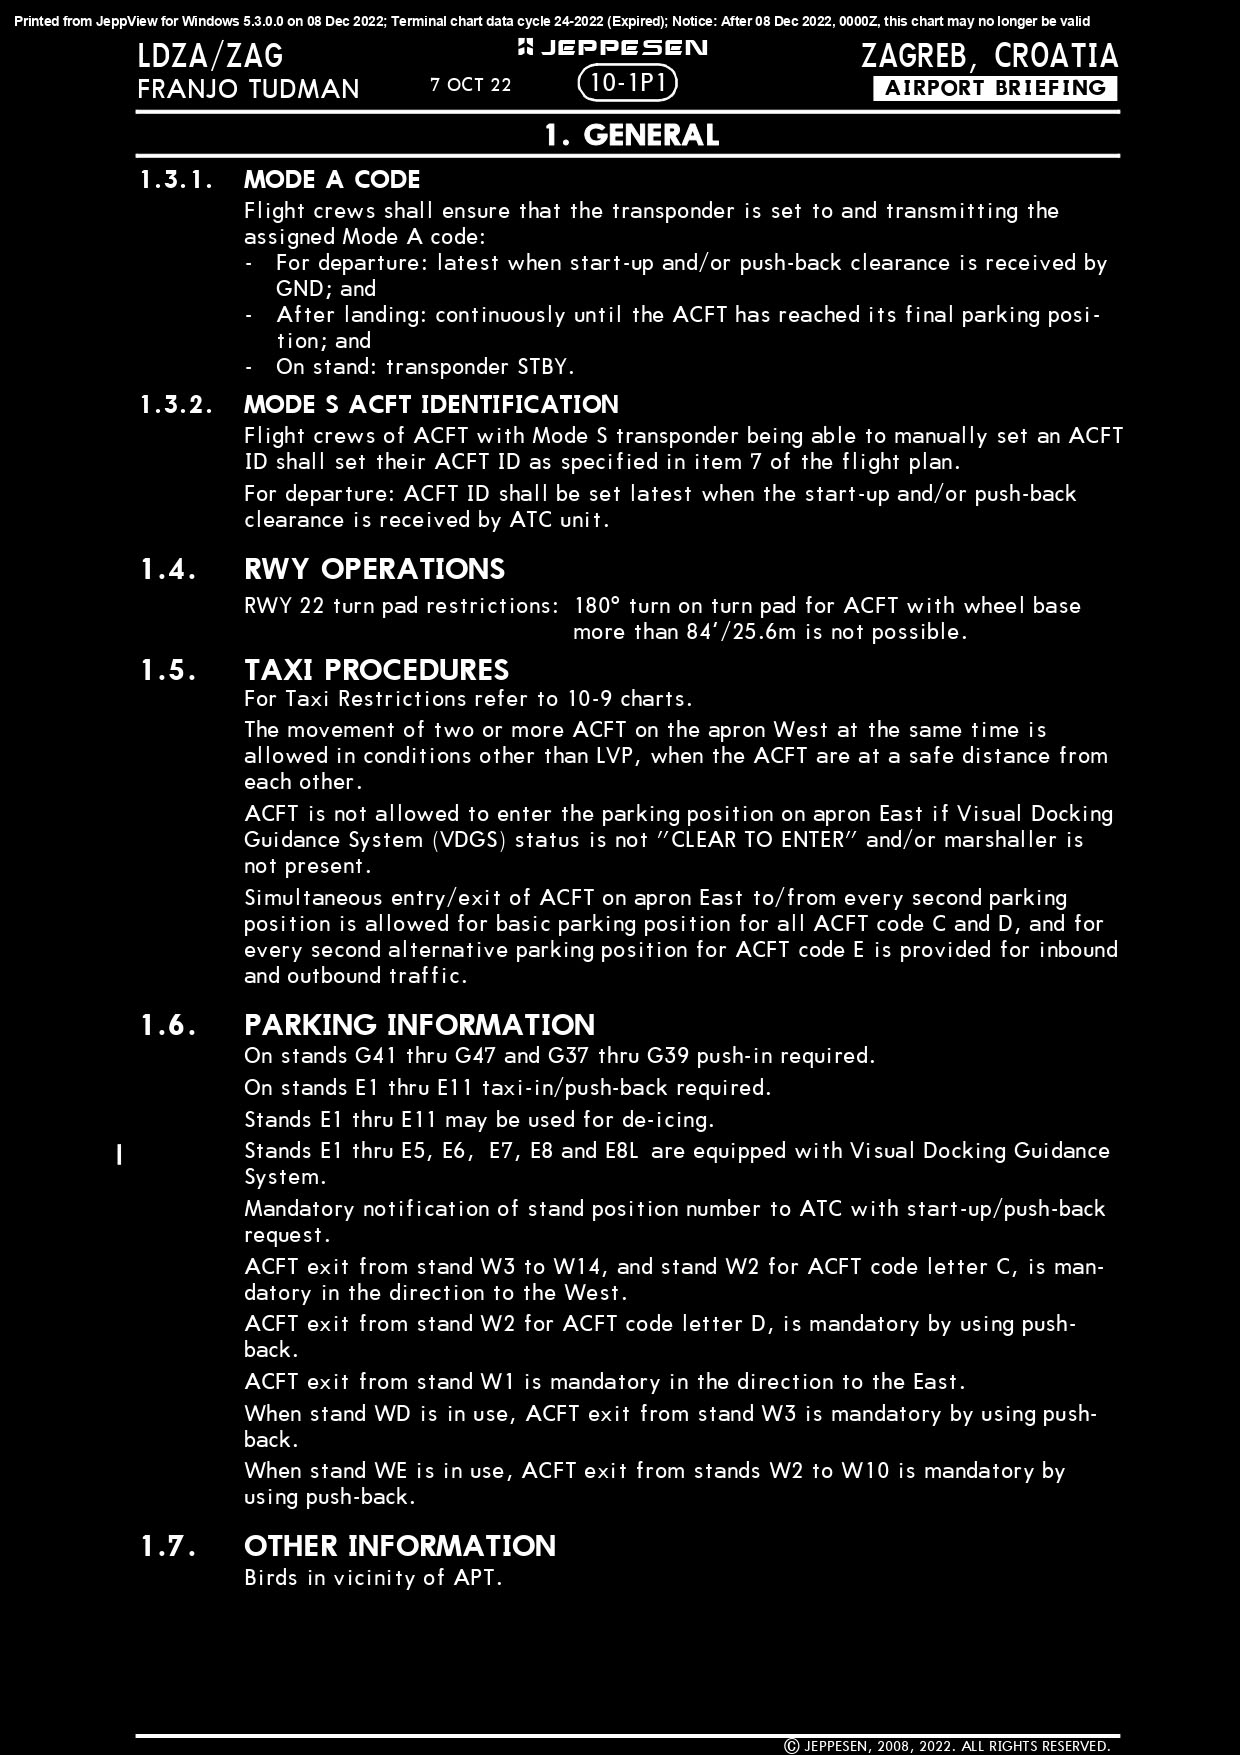 Printed from JeppView for Windows 5.3.0.0 on 08 Dec 2022; Terminal chart data cycle 24-2022 (Expired); Notice: After 08 Dec 2022, 0000Z, this chart may no longer be valid
LDZA/ZAG JEPPESEN ZAGREB, CROATIA
FRANJO TUDMAN 7 OCT 22 10-1P1 AIRPORT BRIEFING
1. GENERAL
1.3.1. MODE A CODE
Flight crews shall ensure that the transponder is set to and transmitting the
assigned Mode A code:
- For departure: latest when start-up and/or push-back clearance is received by
GND; and
- After landing: continuously until the ACFT has reached its final parking posi-
tion; and
- On stand: transponder STBY.
1.3.2. MODE S ACFT IDENTIFICATION
Flight crews of ACFT with Mode S transponder being able to manually set an ACFT
ID shall set their ACFT ID as specified in item 7 of the flight plan.
For departure: ACFT ID shall be set latest when the start-up and/or push-back
clearance is received by ATC unit.
1.4. RWY OPERATIONS
RWY 22 turn pad restrictions: 180° turn on turn pad for ACFT with wheel base
more than 84'/25.6m is not possible.
1.5. TAXI PROCEDURES
For Taxi Restrictions refer to 10-9 charts.
The movement of two or more ACFT on the apron West at the same time is
allowed in conditions other than LVP, when the ACFT are at a safe distance from
each other.
ACFT is not allowed to enter the parking position on apron East if Visual Docking
Guidance System (VDGS) status is not "CLEAR TO ENTER" and/or marshaller is
not present.
Simultaneous entry/exit of ACFT on apron East to/from every second parking
position is allowed for basic parking position for all ACFT code C and D, and for
every second alternative parking position for ACFT code E is provided for inbound
and outbound traffic.
1.6. PARKING INFORMATION
On stands G41 thru G47 and G37 thru G39 push-in required.
On stands E1 thru E11 taxi-in/push-back required.
Stands E1 thru E11 may be used for de-icing.
Stands E1 thru E5, E6, E7, E8 and E8L are equipped with Visual Docking Guidance
System.
Mandatory notification of stand position number to ATC with start-up/push-back
request.
ACFT exit from stand W3 to W14, and stand W2 for ACFT code letter C, is man-
datory in the direction to the West.
ACFT exit from stand W2 for ACFT code letter D, is mandatory by using push-
back.
ACFT exit from stand W1 is mandatory in the direction to the East.
When stand WD is in use, ACFT exit from stand W3 is mandatory by using push-
back.
When stand WE is in use, ACFT exit from stands W2 to W10 is mandatory by
using push-back.
1.7. OTHER INFORMATION
Birds in vicinity of APT.
© JEPPESEN, 2008, 2022. ALL RIGHTS RESERVED.